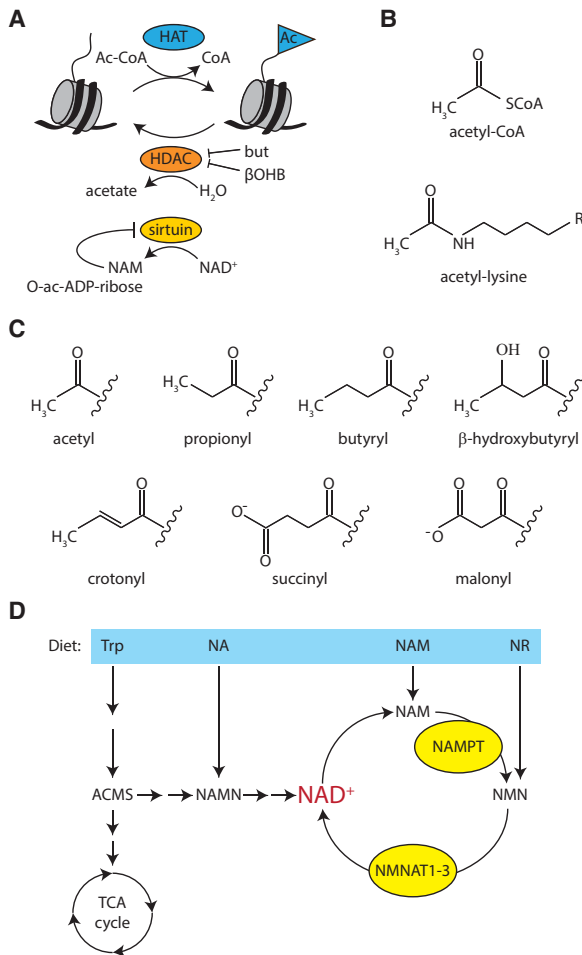 A
HAT
Ac-CoA
CoA
Ac
HDAC
but
βOHB
acetate
H₂O
sirtuin
NAM
NAD⁺
O-ac-ADP-ribose
B
O
H₃C
SCoA
acetyl-CoA
O
H₃C
NH
R
acetyl-lysine
C
O
H₃C
acetyl
O
H₃C
propionyl
O
H₃C
butyryl
OH
O
H₃C
β-hydroxybutyryl
O
H₃C
crotonyl
O⁻
O
O
succinyl
O
O
⁻O
malonyl
D
Diet: Trp NA NAM NR
NAM
NAMPT
ACMS
NAMN
NAD⁺
NMN
NMNAT1-3
TCA
cycle